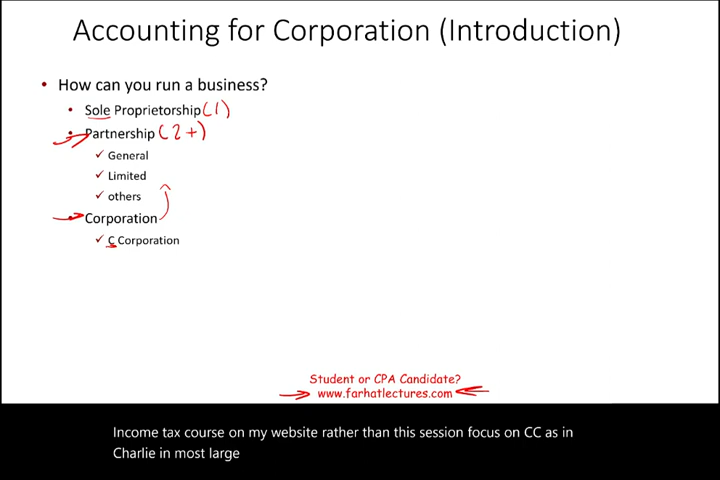 Accounting for Corporation (Introduction)
• How can you run a business?
• Sole Proprietorship (1)
• Partnership (2+)
✓ General
✓ Limited
✓ others
• Corporation
✓ C Corporation
Student or CPA Candidate?
www.farhatlectures.com
Income tax course on my website rather than this session focus on CC as in
Charlie in most large